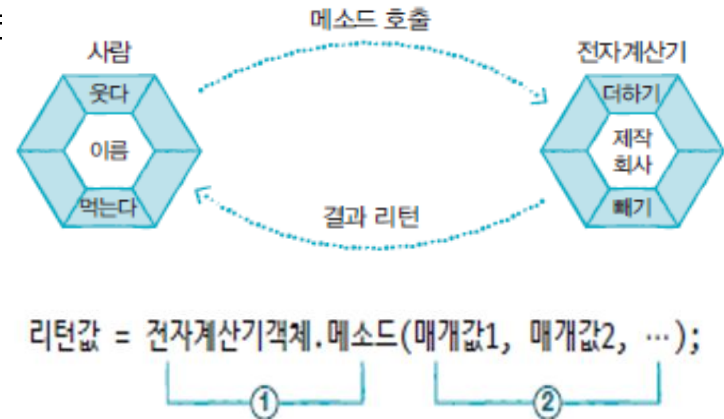 메소드 호출
사람
전자계산기
웃다
이름
먹는다
더하기
제작
회사
빼기
결과 리턴
리턴값 = 전자계산기객체.메소드(매개값1, 매개값2, …);
① ②